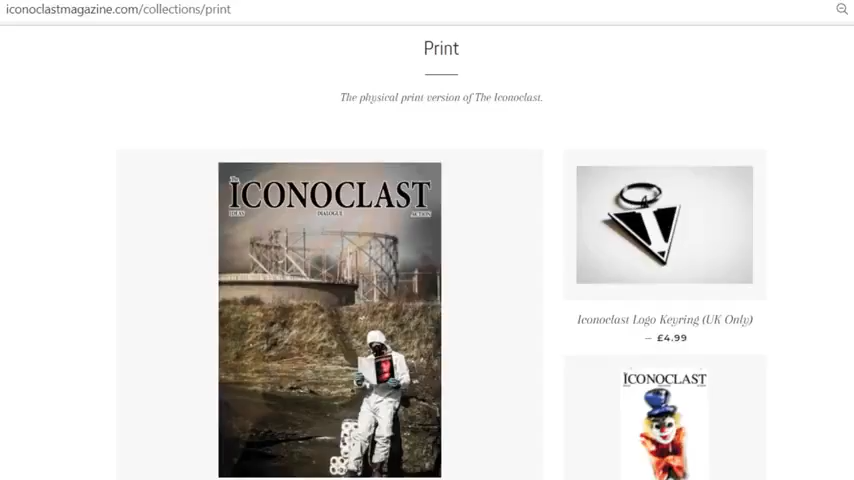 iconoclastmagazine.com/collections/print
Print
The physical print version of The Iconoclast.
The
ICONOCLAST
IDEAS DIALOGUE ACTION
I
Iconoclast Logo Keyring (UK Only)
— £4.99
ICONOCLAST